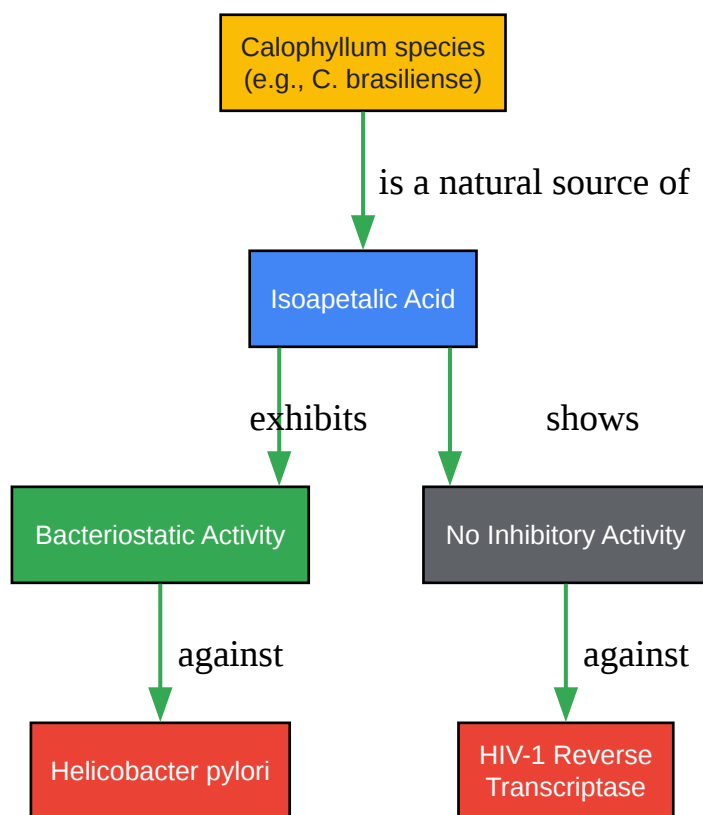 Calophyllum species
(e.g., C. brasiliense)
is a natural source of
Isoapetalic Acid
exhibits
shows
Bacteriostatic Activity
No Inhibitory Activity
against
against
Helicobacter pylori
HIV-1 Reverse
Transcriptase